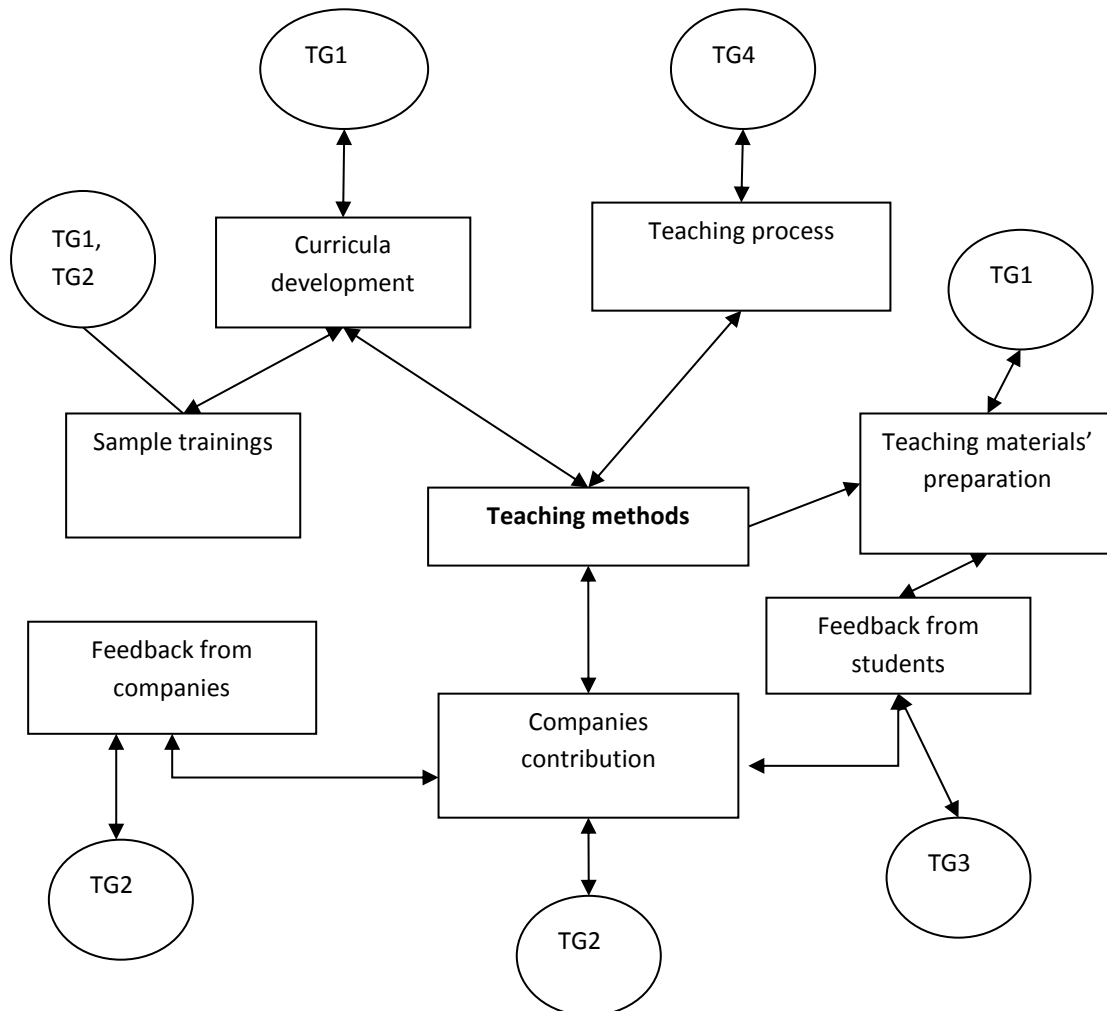 TG1
TG4
TG1,
TG2
Curricula
development
Teaching process
TG1
Sample trainings
Teaching materials’
preparation
Teaching methods
Feedback from
companies
Feedback from
students
Companies
contribution
TG2
TG3
TG2